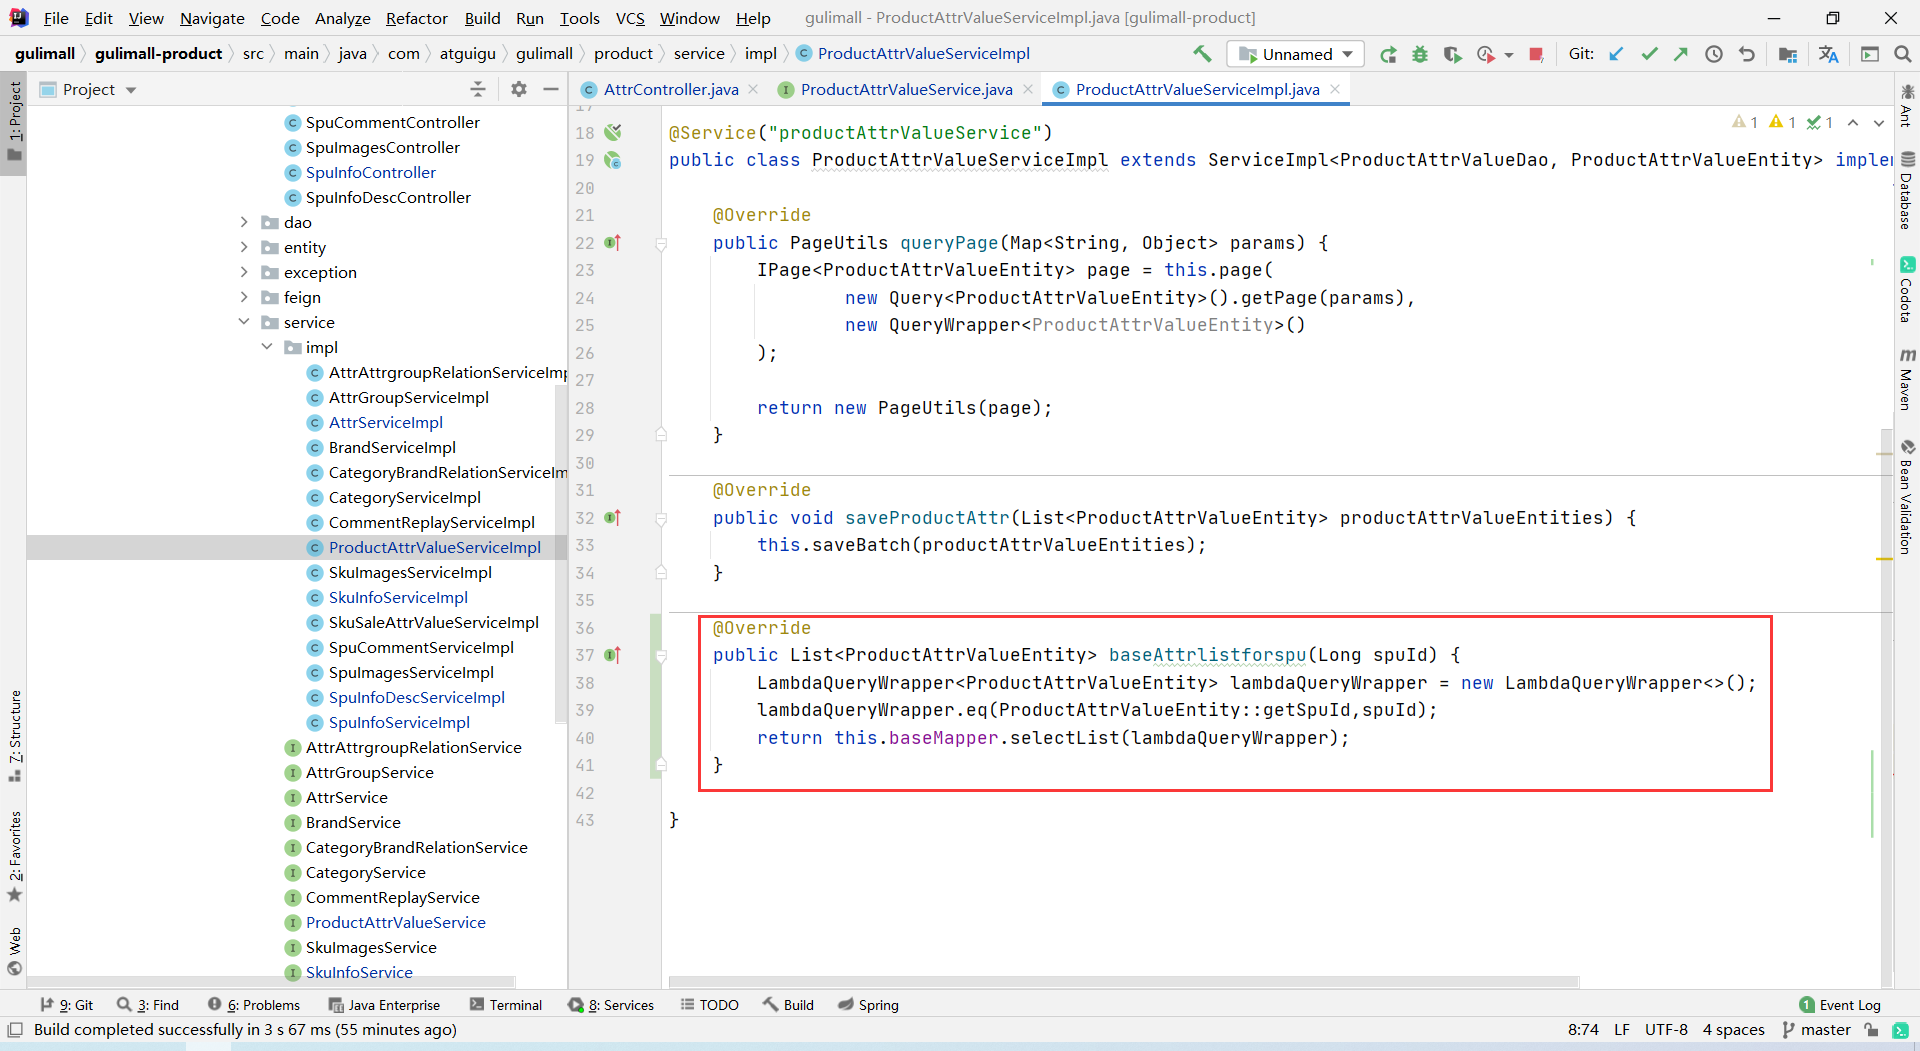 File Edit View Navigate Code Analyze Refactor Build Run Tools VCS Window Help gulimall - ProductAttrValueServiceImpl.java [gulimall-product]
gulimall gulimall-product src main java com atguigu gulimall product service impl ProductAttrValueServiceImpl Unnamed Git:
Project
AttrController.java ProductAttrValueService.java ProductAttrValueServiceImpl.java
1: Project
7: Structure
2: Favorites
Web
SpuCommentController
SpuImagesController
SpuInfoController
SpuInfoDescController
dao
entity
exception
feign
service
impl
AttrAttrgroupRelationServiceImp
AttrGroupServiceImpl
AttrServiceImpl
BrandServiceImpl
CategoryBrandRelationServiceIm
CategoryServiceImpl
CommentReplayServiceImpl
ProductAttrValueServiceImpl
SkuImagesServiceImpl
SkuInfoServiceImpl
SkuSaleAttrValueServiceImpl
SpuCommentServiceImpl
SpuImagesServiceImpl
SpuInfoDescServiceImpl
SpuInfoServiceImpl
AttrAttrgroupRelationService
AttrGroupService
AttrService
BrandService
CategoryBrandRelationService
CategoryService
CommentReplayService
ProductAttrValueService
SkuImagesService
SkuInfoService
17
18 @Service("productAttrValueService")
1 1 1
19 public class ProductAttrValueServiceImpl extends ServiceImpl<ProductAttrValueDao, ProductAttrValueEntity> implem
20
21 @Override
22 public PageUtils queryPage(Map<String, Object> params) {
23 IPage<ProductAttrValueEntity> page = this.page(
24 new Query<ProductAttrValueEntity>().getPage(params),
25 new QueryWrapper<ProductAttrValueEntity>()
26 );
27
28 return new PageUtils(page);
29 }
30
31 @Override
32 public void saveProductAttr(List<ProductAttrValueEntity> productAttrValueEntities) {
33 this.saveBatch(productAttrValueEntities);
34 }
35
36 @Override
37 public List<ProductAttrValueEntity> baseAttrlistforspu(Long spuId) {
38 LambdaQueryWrapper<ProductAttrValueEntity> lambdaQueryWrapper = new LambdaQueryWrapper<>();
39 lambdaQueryWrapper.eq(ProductAttrValueEntity::getSpuId,spuId);
40 return this.baseMapper.selectList(lambdaQueryWrapper);
41 }
42
43 }
Ant
Database
Codota
Maven
Bean Validation
9: Git 3: Find 6: Problems Java Enterprise Terminal 8: Services TODO Build Spring 1 Event Log
Build completed successfully in 3 s 67 ms (55 minutes ago) 8:74 LF UTF-8 4 spaces master